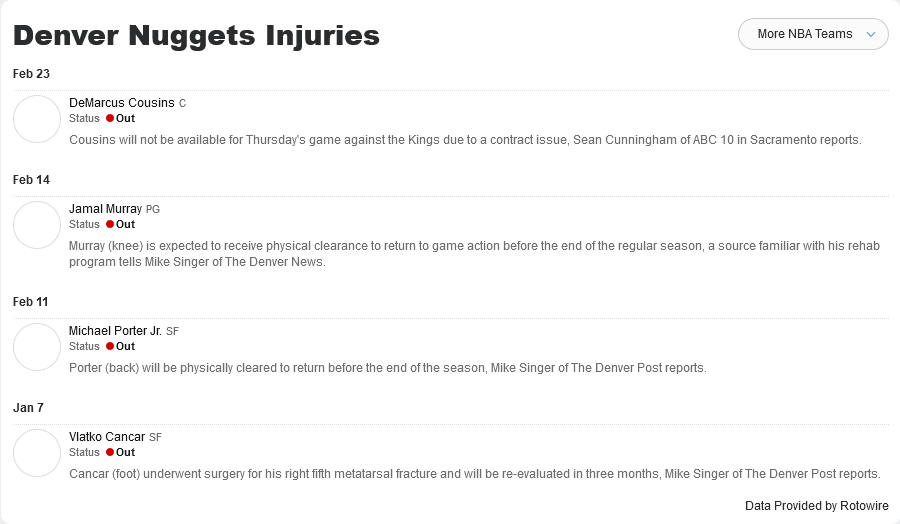 Denver Nuggets Injuries
More NBA Teams
Feb 23
DeMarcus Cousins C
Status Out
Cousins will not be available for Thursday's game against the Kings due to a contract issue, Sean Cunningham of ABC 10 in Sacramento reports.
Feb 14
Jamal Murray PG
Status Out
Murray (knee) is expected to receive physical clearance to return to game action before the end of the regular season, a source familiar with his rehab
program tells Mike Singer of The Denver News.
Feb 11
Michael Porter Jr. SF
Status Out
Porter (back) will be physically cleared to return before the end of the season, Mike Singer of The Denver Post reports.
Jan 7
Vlatko Cancar SF
Status Out
Cancar (foot) underwent surgery for his right fifth metatarsal fracture and will be re-evaluated in three months, Mike Singer of The Denver Post reports.
Data Provided by Rotowire